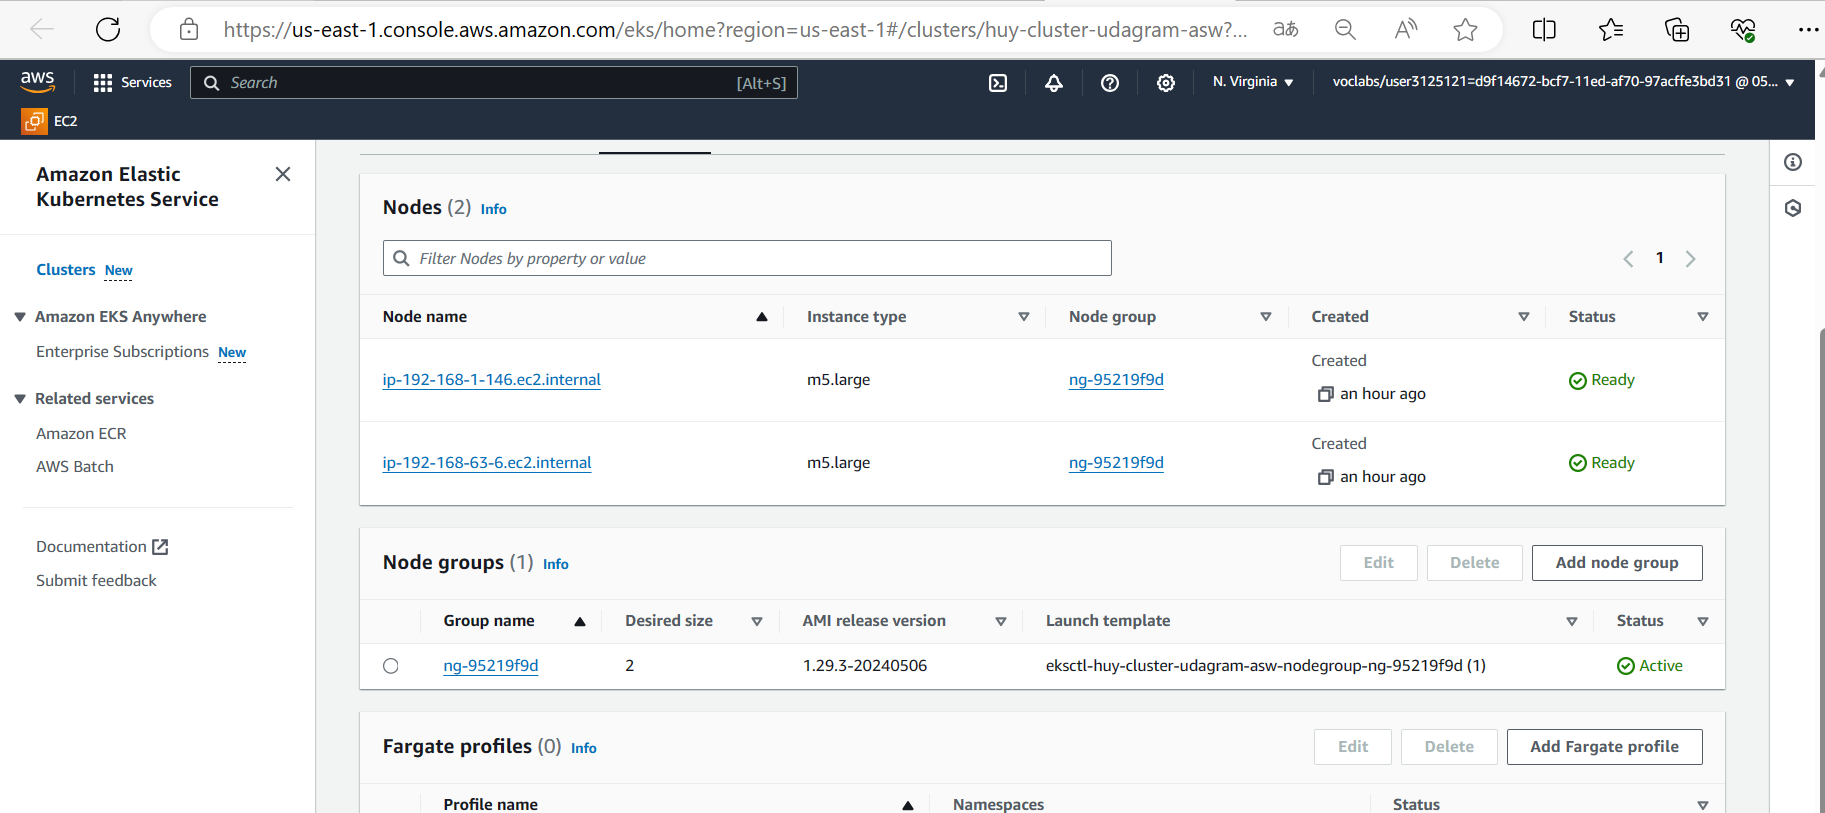 https://us-east-1.console.aws.amazon.com/eks/home?region=us-east-1#/clusters/huy-cluster-udagram-asw?...
aws
Services
Search
[Alt+S]
N. Virginia
voclabs/user3125121=d9f14672-bcf7-11ed-af70-97acffe3bd31 @ 05...
EC2
Amazon Elastic
Kubernetes Service
Clusters New
Amazon EKS Anywhere
Enterprise Subscriptions New
Related services
Amazon ECR
AWS Batch
Documentation
Submit feedback
Nodes (2) Info
Filter Nodes by property or value
1
Node name Instance type Node group Created Status
Created
ip-192-168-1-146.ec2.internal m5.large ng-95219f9d an hour ago Ready
Created
ip-192-168-63-6.ec2.internal m5.large ng-95219f9d an hour ago Ready
Node groups (1) Info
Edit Delete Add node group
Group name Desired size AMI release version Launch template Status
ng-95219f9d 2 1.29.3-20240506 eksctl-huy-cluster-udagram-asw-nodegroup-ng-95219f9d (1) Active
Fargate profiles (0) Info
Edit Delete Add Fargate profile
Profile name Namespaces Status